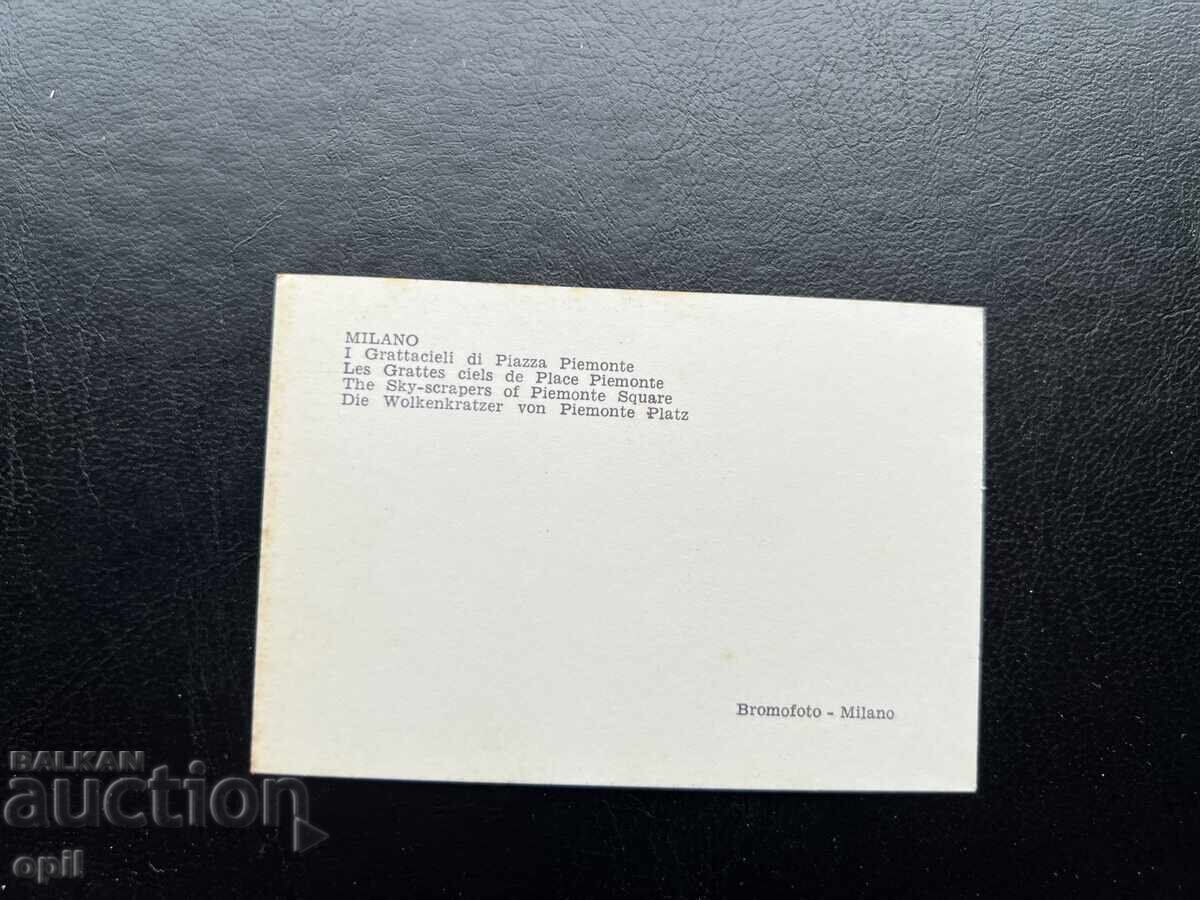 MILANO
I Grattacieli di Piazza Piemonte
Les Grattes ciels de Place Piemonte
The Sky-scrapers of Piemonte Square
Die Wolkenkratzer von Piemonte Platz
Bromofoto - Milano
BALKAN
auction
opil